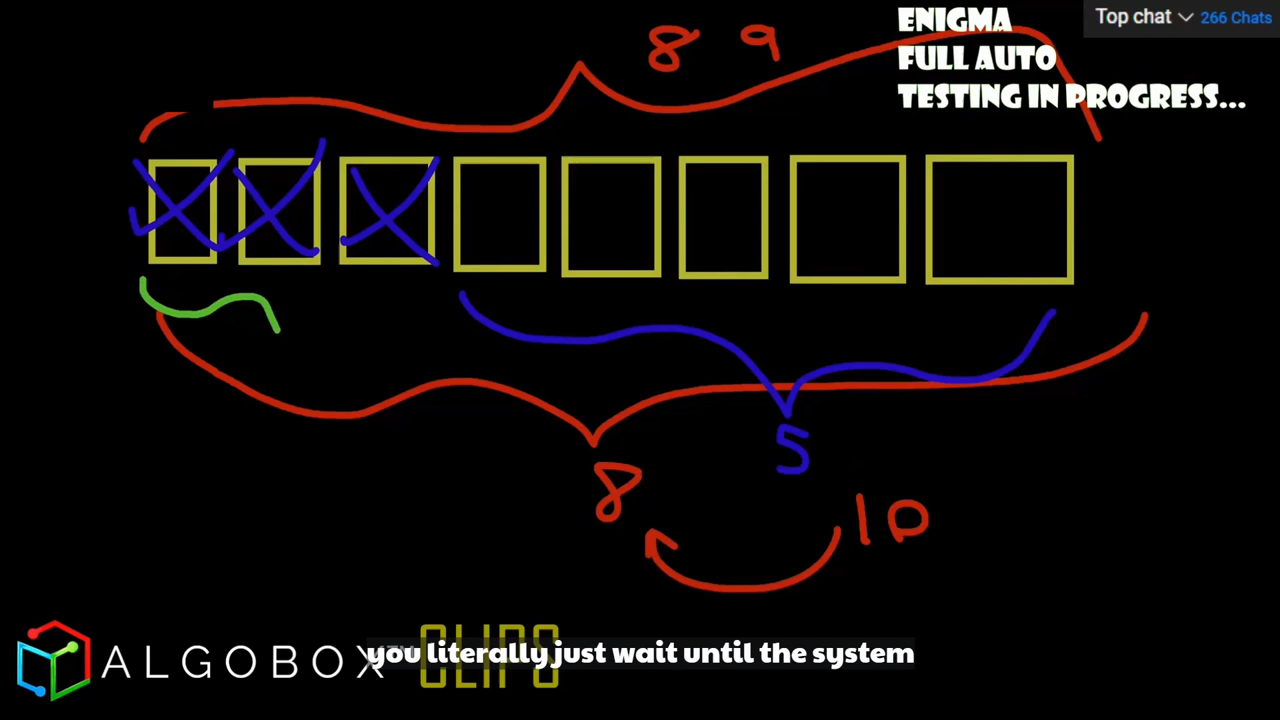 Top chat 266 Chats
ENIGMA
FULL AUTO
TESTING IN PROGRESS...
8 9
5
8
10
ALGOBOX
CLIPS
you literally just wait until the system